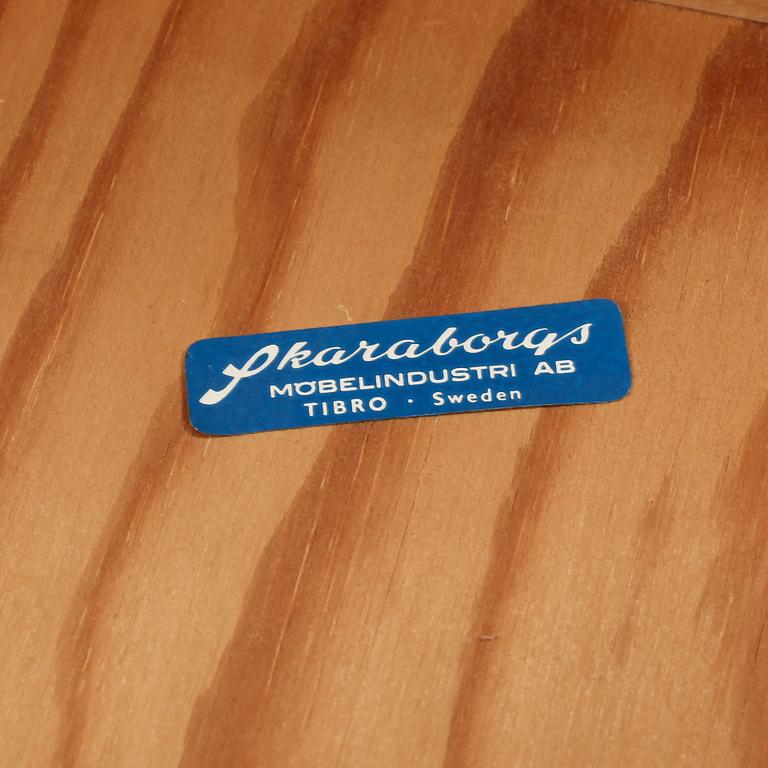 Skaraborgs
MÖBELINDUSTRI AB
TIBRO · Sweden